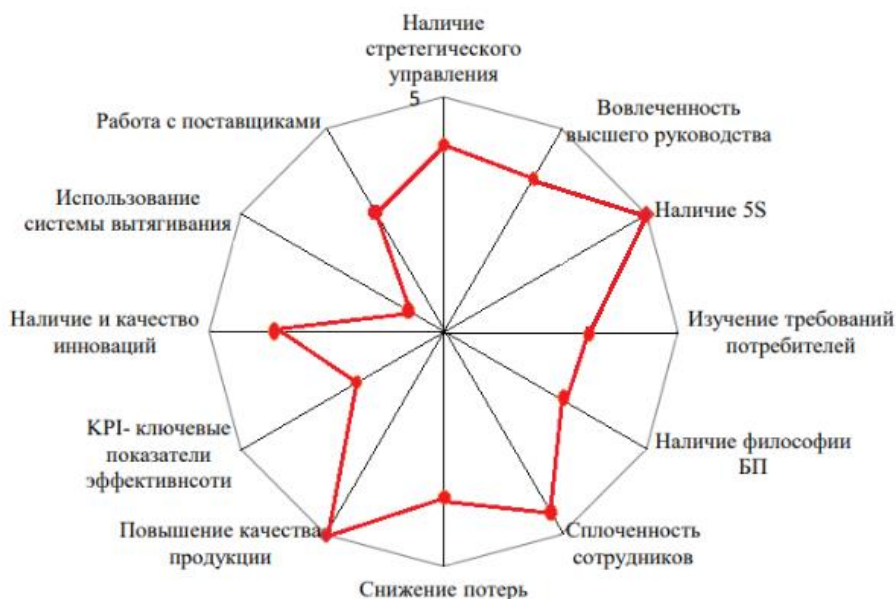 Наличие
стретегического
управления
5
Вовлеченность
высшего руководства
Наличие 5S
Изучение требований
потребителей
Наличие философии
БП
Сплоченность
сотрудников
Снижение потерь
Повышение качества
продукции
KPI- ключевые
показатели
эффективнсоти
Наличие и качество
инноваций
Использование
системы вытягивания
Работа с поставщиками